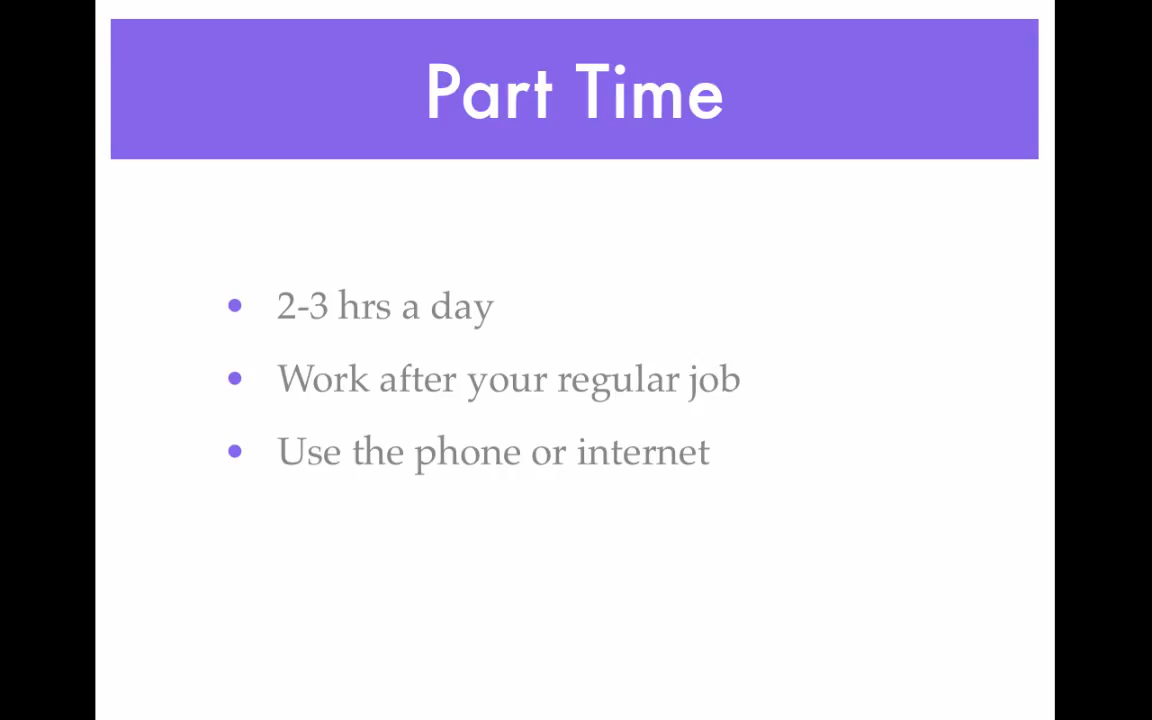 Part Time
• 2-3 hrs a day
• Work after your regular job
• Use the phone or internet